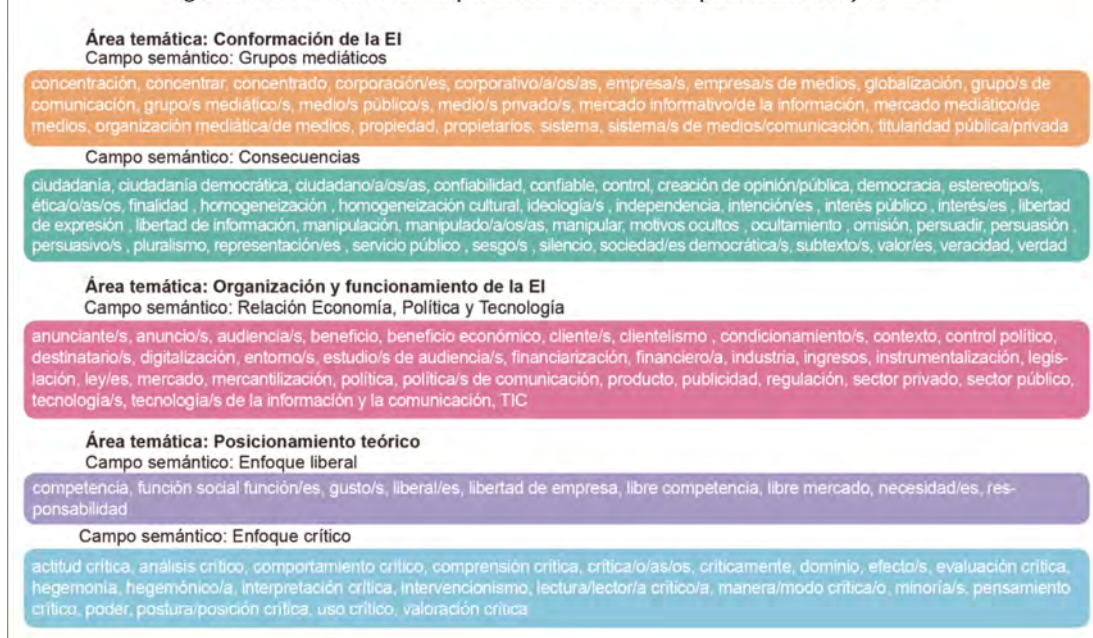 Área temática: Conformación de la EI
Campo semántico: Grupos mediáticos
concentración, concentrar, concentrado, corporación/es, corporativo/a/os/as, empresa/s, empresa/s de medios, globalización, grupo/s de
comunicación, grupo/s mediático/s, medio/s público/s, medio/s privado/s, mercado informativo/de la información, mercado mediático/de
medios, organización mediática/de medios, propiedad, propietarios, sistema, sistema/s de medios/comunicación, titularidad pública/privada
Campo semántico: Consecuencias
ciudadanía, ciudadanía democrática, ciudadano/a/os/as, confiabilidad, confiable, control, creación de opinión/pública, democracia, estereotipo/s,
ética/o/as/os, finalidad , homogeneización , homogeneización cultural, ideología/s , independencia, intención/es , interés público , interés/es , libertad
de expresión , libertad de información, manipulación, manipulado/a/os/as, manipular, motivos ocultos , ocultamiento , omisión, persuadir, persuasión ,
persuasivo/s , pluralismo, representación/es , servicio público , sesgo/s , silencio, sociedad/es democrática/s, subtexto/s, valor/es, veracidad, verdad
Área temática: Organización y funcionamiento de la EI
Campo semántico: Relación Economía, Política y Tecnología
anunciante/s, anuncio/s, audiencia/s, beneficio, beneficio económico, cliente/s, clientelismo , condicionamiento/s, contexto, control político,
destinatario/s, digitalización, entorno/s, estudio/s de audiencia/s, financiarización, financiero/a, industria, ingresos, instrumentalización, legis-
lación, ley/es, mercado, mercantilización, política, política/s de comunicación, producto, publicidad, regulación, sector privado, sector público,
tecnología/s, tecnología/s de la información y la comunicación, TIC
Área temática: Posicionamiento teórico
Campo semántico: Enfoque liberal
competencia, función social función/es, gusto/s, liberal/es, libertad de empresa, libre competencia, libre mercado, necesidad/es, res-
ponsabilidad
Campo semántico: Enfoque crítico
actitud crítica, análisis crítico, comportamiento crítico, comprensión crítica, crítica/o/as/os, críticamente, dominio, efecto/s, evaluación crítica,
hegemonía, hegemónico/a, interpretación crítica, intervencionismo, lectura/lector/a crítico/a, manera/modo crítica/o, minoría/s, pensamiento
crítico, poder, postura/posición crítica, uso crítico, valoración crítica